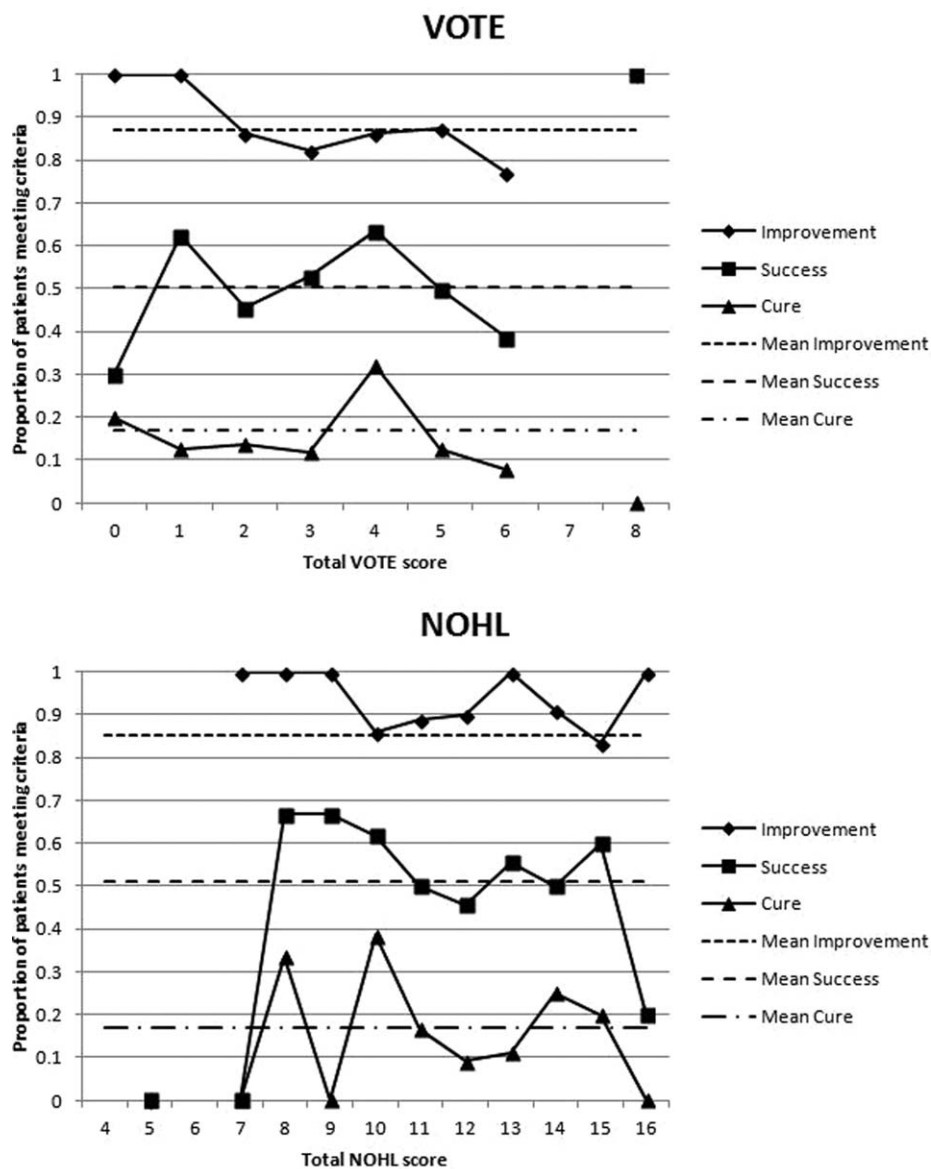 VOTE
Proportion of patients meeting criteria
1
0.9
0.8
0.7
0.6
0.5
0.4
0.3
0.2
0.1
0
0 1 2 3 4 5 6 7 8
Total VOTE score
Improvement
Success
Cure
Mean Improvement
Mean Success
Mean Cure
NOHL
Proportion of patients meeting criteria
1
0.9
0.8
0.7
0.6
0.5
0.4
0.3
0.2
0.1
0
4 5 6 7 8 9 10 11 12 13 14 15 16
Total NOHL score
Improvement
Success
Cure
Mean Improvement
Mean Success
Mean Cure